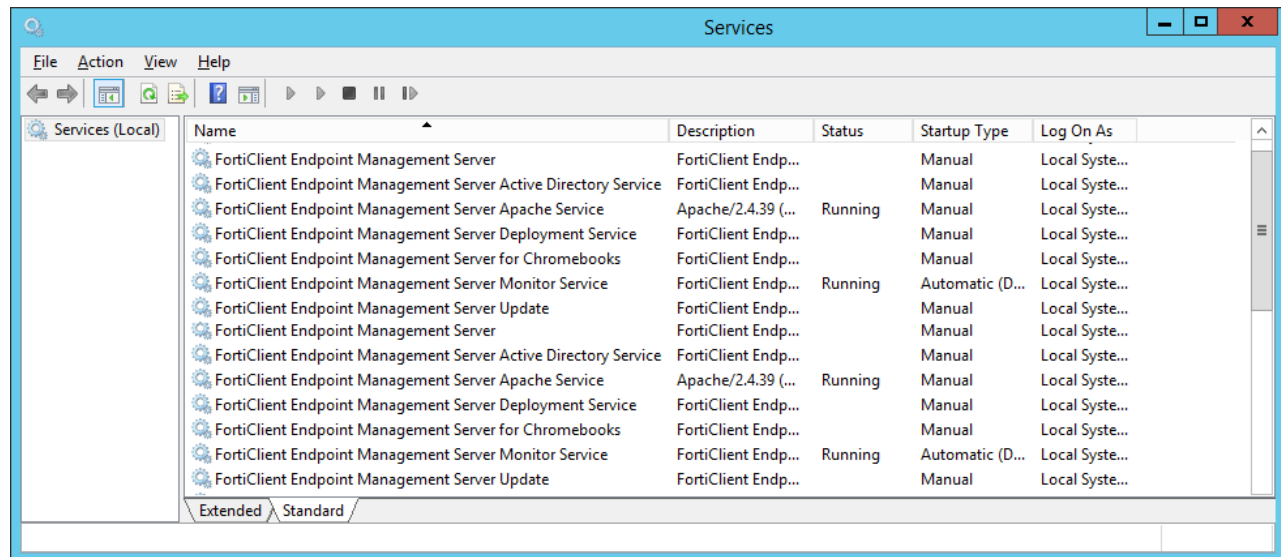 Services
File Action View Help
Services (Local)
Name Description Status Startup Type Log On As
FortiClient Endpoint Management Server FortiClient Endp... Manual Local Syste...
FortiClient Endpoint Management Server Active Directory Service FortiClient Endp... Manual Local Syste...
FortiClient Endpoint Management Server Apache Service Apache/2.4.39 (... Running Manual Local Syste...
FortiClient Endpoint Management Server Deployment Service FortiClient Endp... Manual Local Syste...
FortiClient Endpoint Management Server for Chromebooks FortiClient Endp... Manual Local Syste...
FortiClient Endpoint Management Server Monitor Service FortiClient Endp... Running Automatic (D... Local Syste...
FortiClient Endpoint Management Server Update FortiClient Endp... Manual Local Syste...
FortiClient Endpoint Management Server FortiClient Endp... Manual Local Syste...
FortiClient Endpoint Management Server Active Directory Service FortiClient Endp... Manual Local Syste...
FortiClient Endpoint Management Server Apache Service Apache/2.4.39 (... Running Manual Local Syste...
FortiClient Endpoint Management Server Deployment Service FortiClient Endp... Manual Local Syste...
FortiClient Endpoint Management Server for Chromebooks FortiClient Endp... Manual Local Syste...
FortiClient Endpoint Management Server Monitor Service FortiClient Endp... Running Automatic (D... Local Syste...
FortiClient Endpoint Management Server Update FortiClient Endp... Manual Local Syste...
Extended Standard